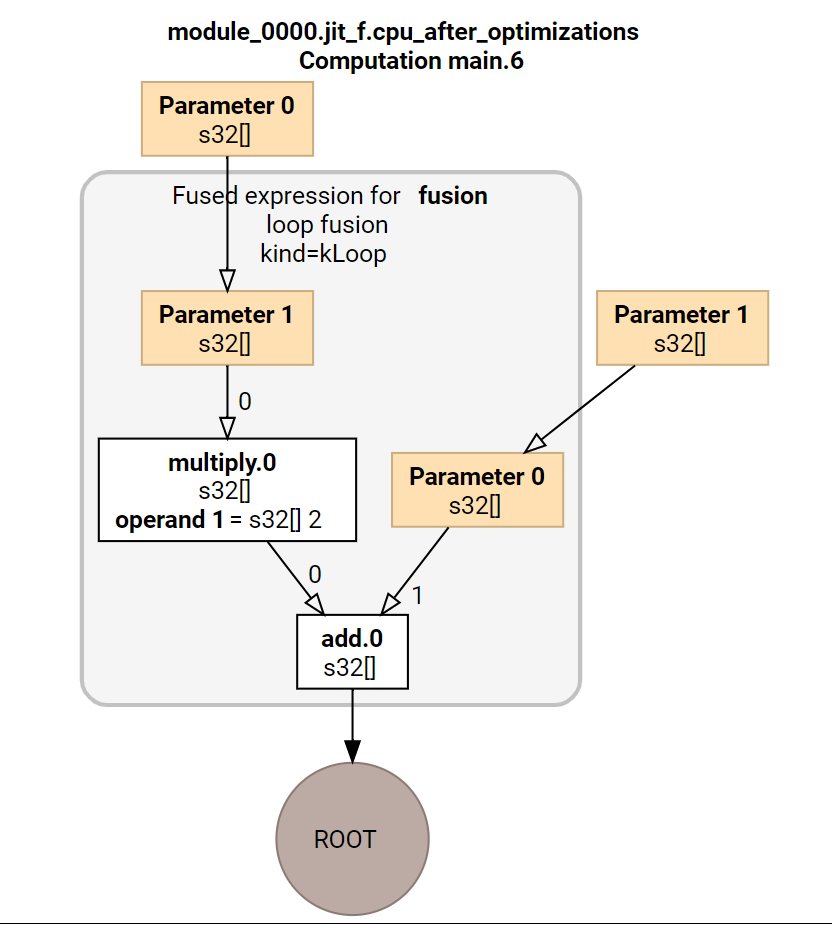 module_0000.jit_f.cpu_after_optimizations
Computation main.6
Parameter 0
s32[]
Fused expression for fusion
loop fusion
kind=kLoop
Parameter 1
s32[]
Parameter 1
s32[]
0
multiply.0
s32[]
operand 1 = s32[] 2
Parameter 0
s32[]
0
1
add.0
s32[]
ROOT